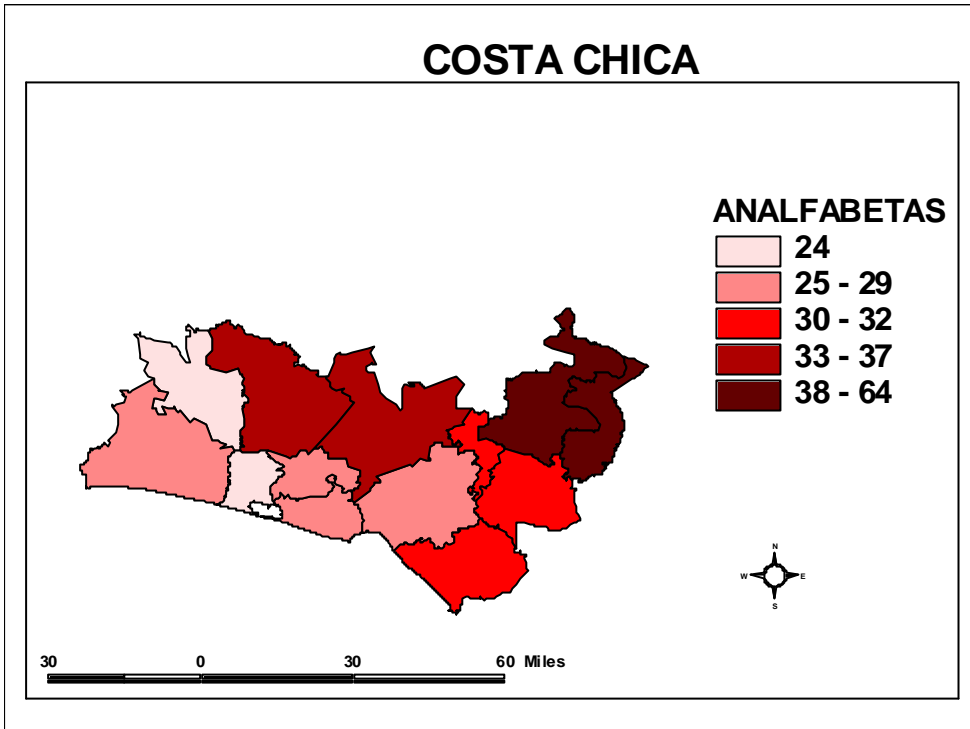 COSTA CHICA
ANALFABETAS
24
25 - 29
30 - 32
33 - 37
38 - 64
N
W E
S
30 0 30 60 Miles